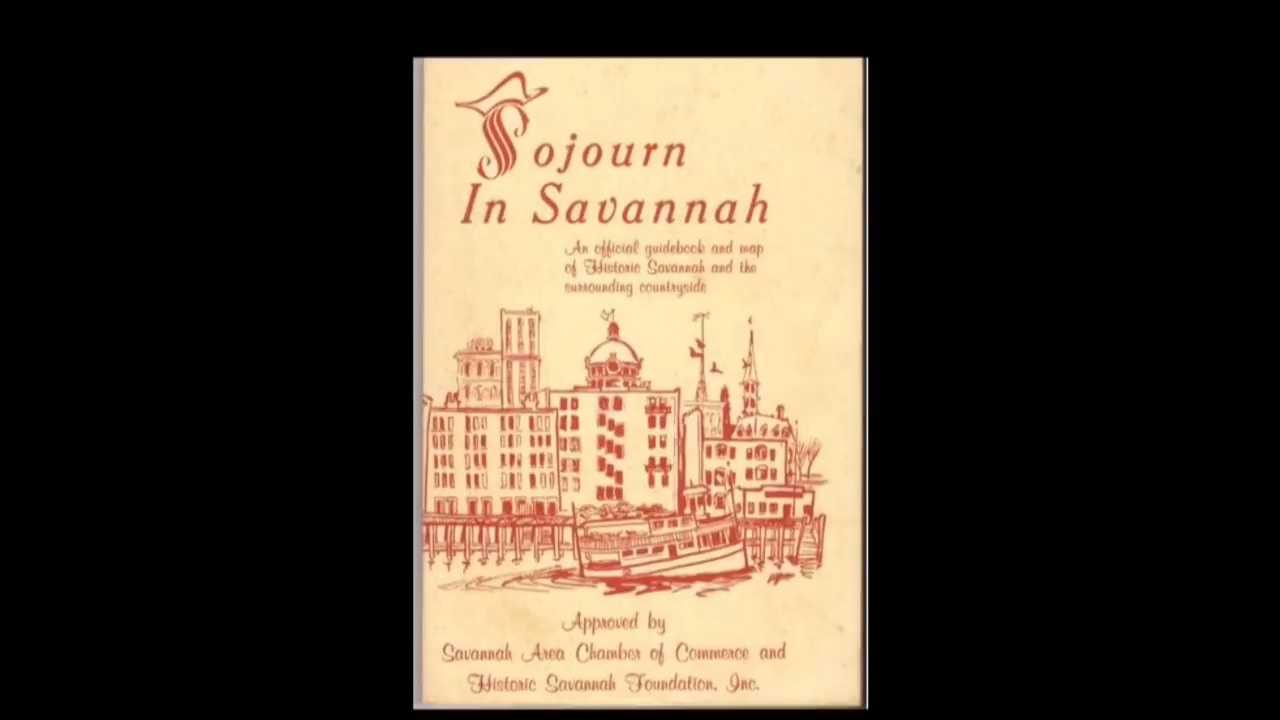 Sojourn
In Savannah
An official guidebook and map
of Historic Savannah and the
surrounding countryside
Approved by
Savannah Area Chamber of Commerce and
Historic Savannah Foundation, Inc.